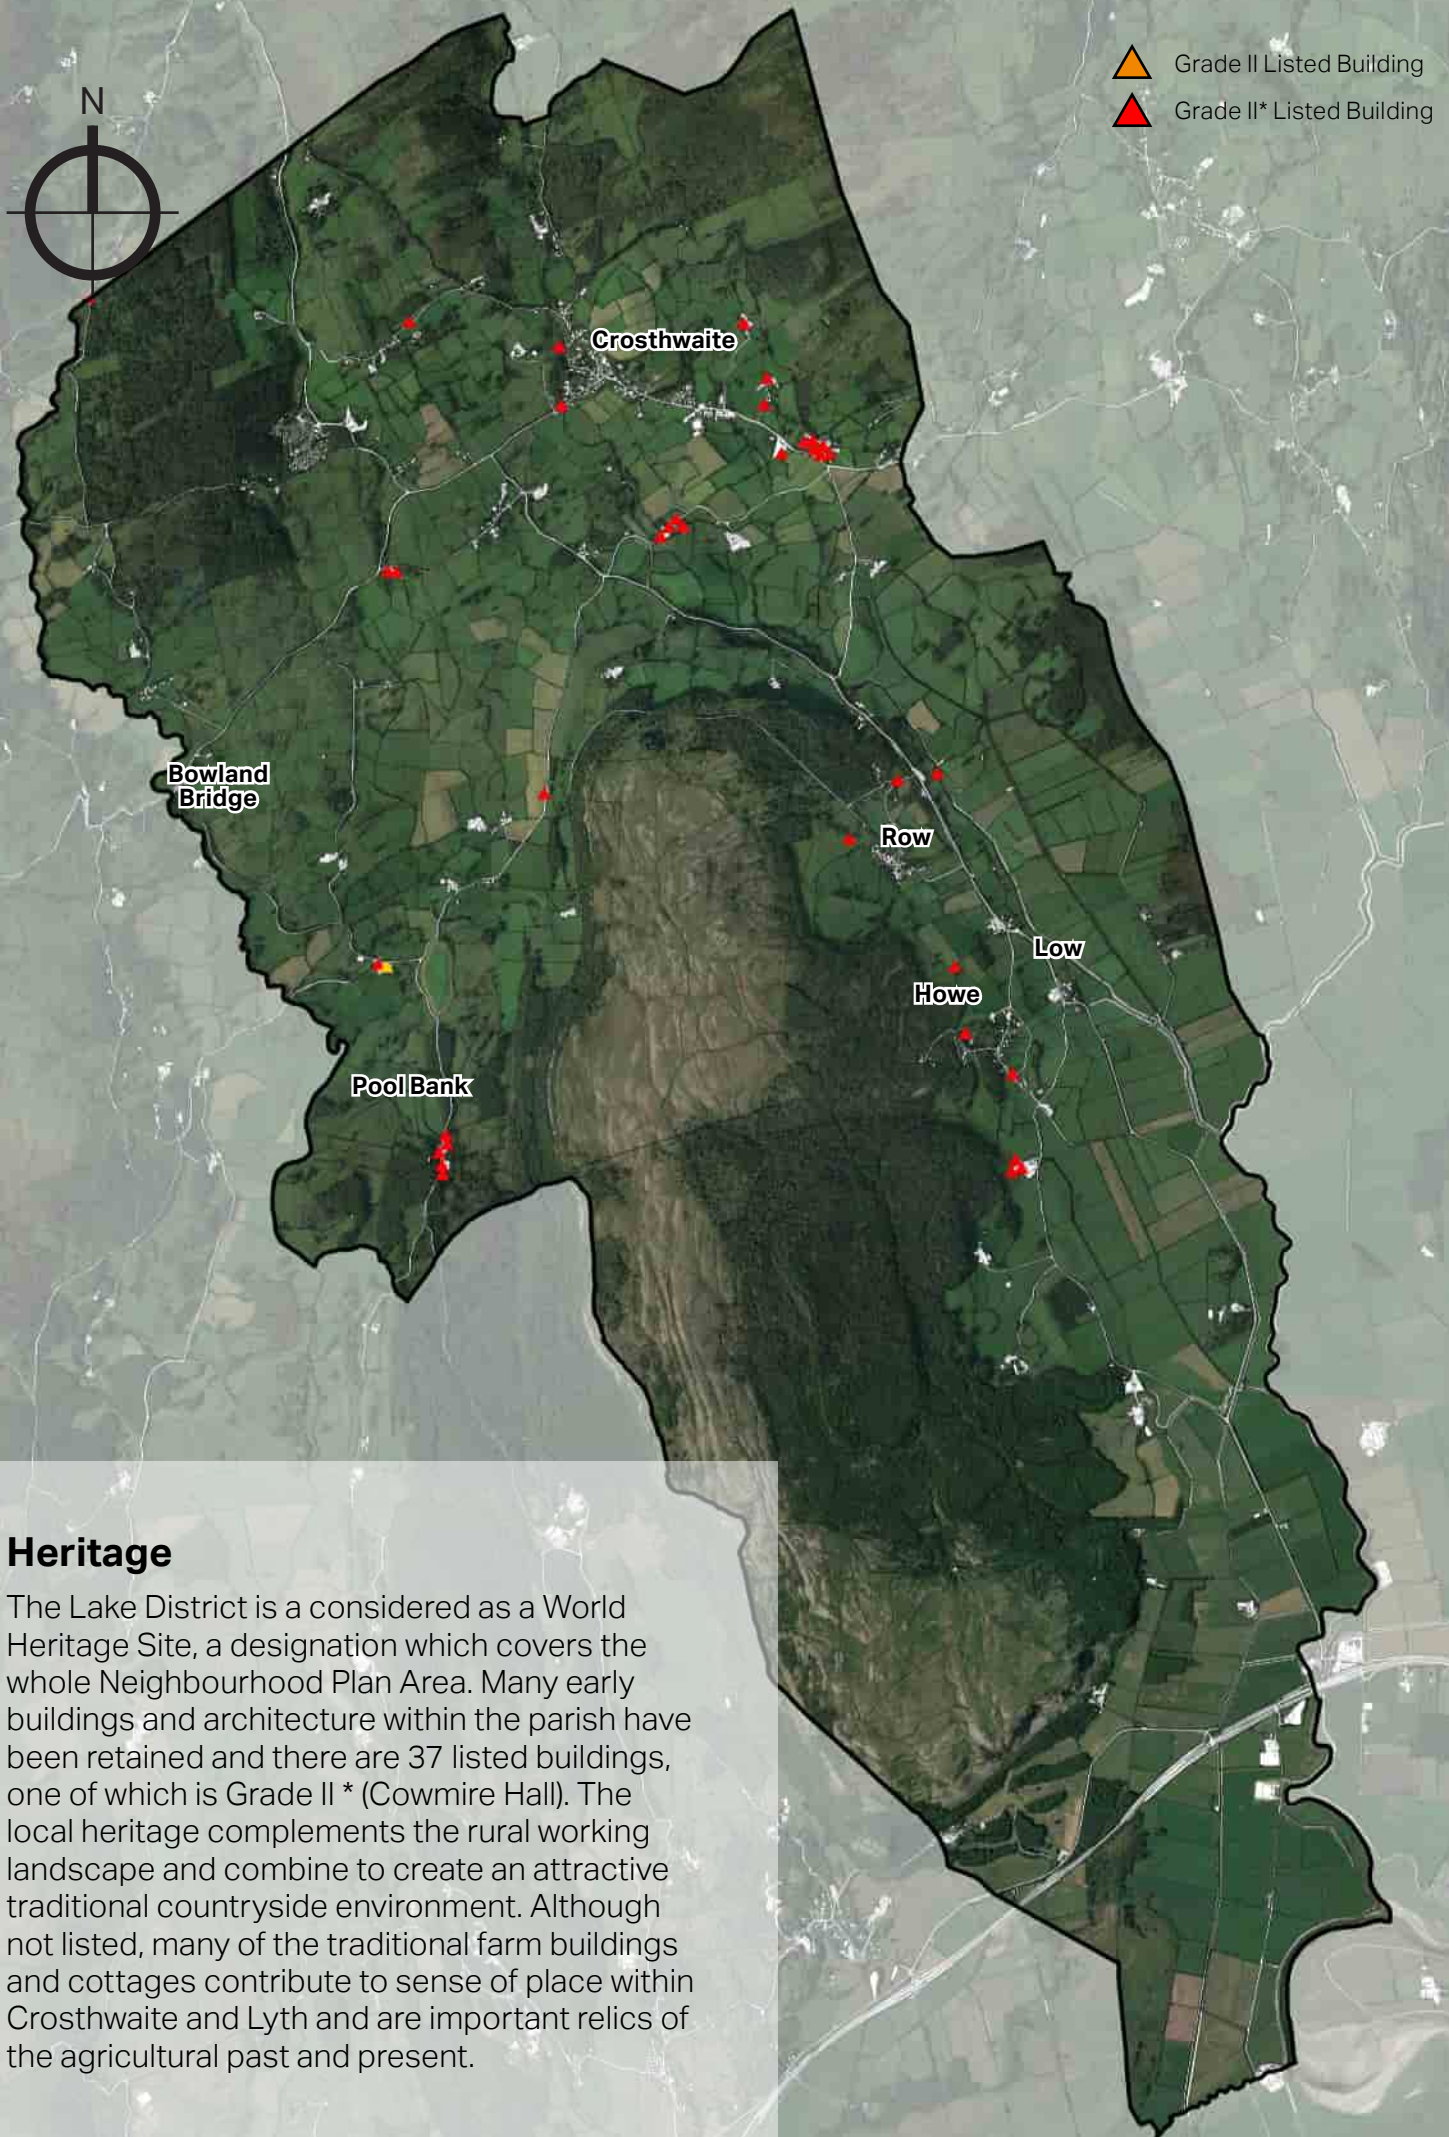 N
Grade II Listed Building
Grade II* Listed Building
Crosthwaite
Bowland
Bridge
Row
Low
Howe
Pool Bank
Heritage
The Lake District is a considered as a World
Heritage Site, a designation which covers the
whole Neighbourhood Plan Area. Many early
buildings and architecture within the parish have
been retained and there are 37 listed buildings,
one of which is Grade II * (Cowmire Hall). The
local heritage complements the rural working
landscape and combine to create an attractive
traditional countryside environment. Although
not listed, many of the traditional farm buildings
and cottages contribute to sense of place within
Crosthwaite and Lyth and are important relics of
the agricultural past and present.